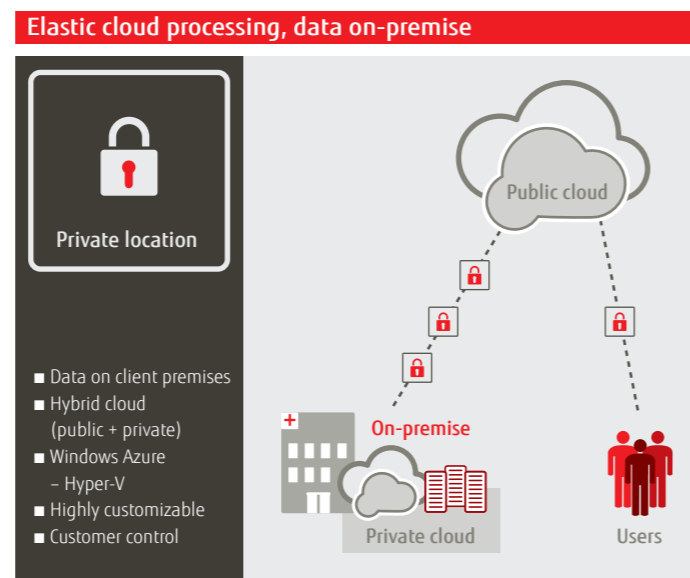 Elastic cloud processing, data on-premise
Private location
■ Data on client premises
■ Hybrid cloud
(public + private)
■ Windows Azure
– Hyper-V
■ Highly customizable
■ Customer control
Public cloud
On-premise
Private cloud
Users